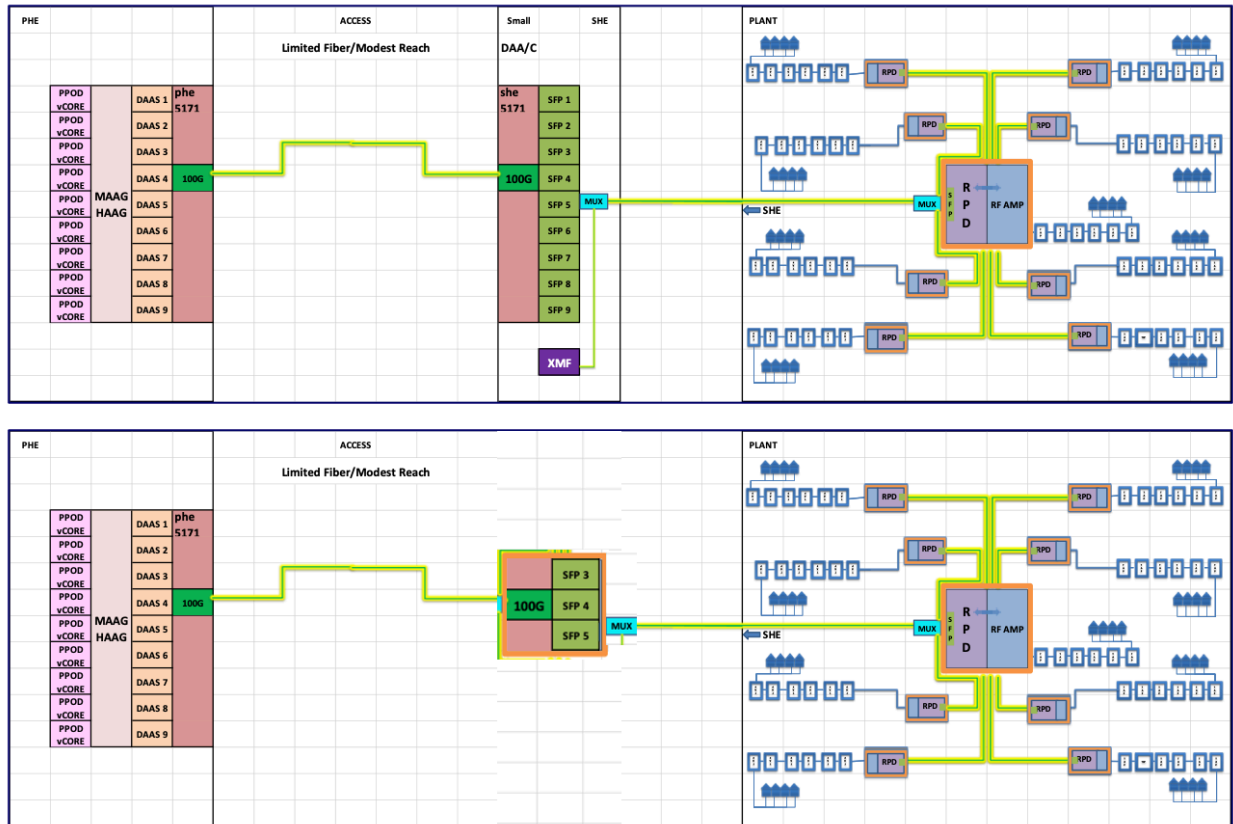 PHE
ACCESS
Small
SHE
PLANT
Limited Fiber/Modest Reach
DAA/C
PPOD
vCORE
PPOD
vCORE
PPOD
vCORE
PPOD
vCORE
PPOD
vCORE
PPOD
vCORE
PPOD
vCORE
PPOD
vCORE
PPOD
vCORE
MAAG
HAAG
DAAS 1
DAAS 2
DAAS 3
DAAS 4
DAAS 5
DAAS 6
DAAS 7
DAAS 8
DAAS 9
phe
5171
100G
she
5171
100G
SFP 1
SFP 2
SFP 3
SFP 4
SFP 5
SFP 6
SFP 7
SFP 8
SFP 9
MUX
XMF
SHE
MUX
SFP
RPD
RF AMP
RPD
RPD
RPD
RPD
RPD
RPD
RPD
RPD
PHE
ACCESS
PLANT
Limited Fiber/Modest Reach
PPOD
vCORE
PPOD
vCORE
PPOD
vCORE
PPOD
vCORE
PPOD
vCORE
PPOD
vCORE
PPOD
vCORE
PPOD
vCORE
PPOD
vCORE
MAAG
HAAG
DAAS 1
DAAS 2
DAAS 3
DAAS 4
DAAS 5
DAAS 6
DAAS 7
DAAS 8
DAAS 9
phe
5171
100G
100G
SFP 3
SFP 4
SFP 5
MUX
SHE
MUX
SFP
RPD
RF AMP
RPD
RPD
RPD
RPD
RPD
RPD
RPD
RPD